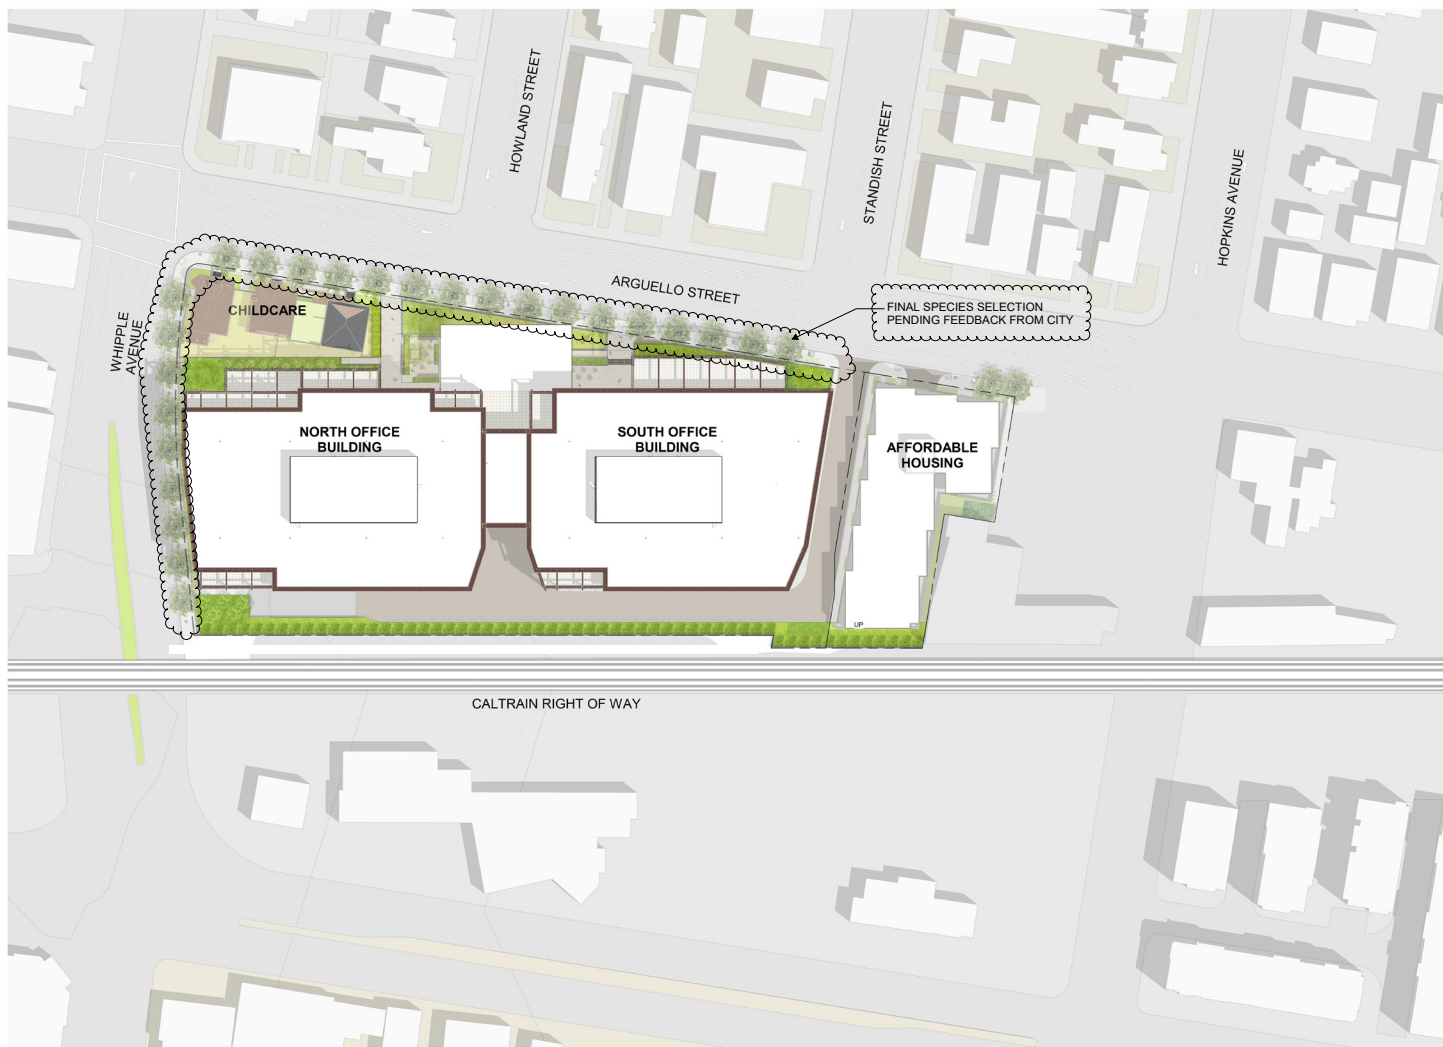 HOWLAND STREET
STANDISH STREET
HOPKINS AVENUE
ARGUELLO STREET
FINAL SPECIES SELECTION
PENDING FEEDBACK FROM CITY
CHILDCARE
WHIPPLE
AVENUE
NORTH OFFICE
BUILDING
SOUTH OFFICE
BUILDING
AFFORDABLE
HOUSING
UP
CALTRAIN RIGHT OF WAY